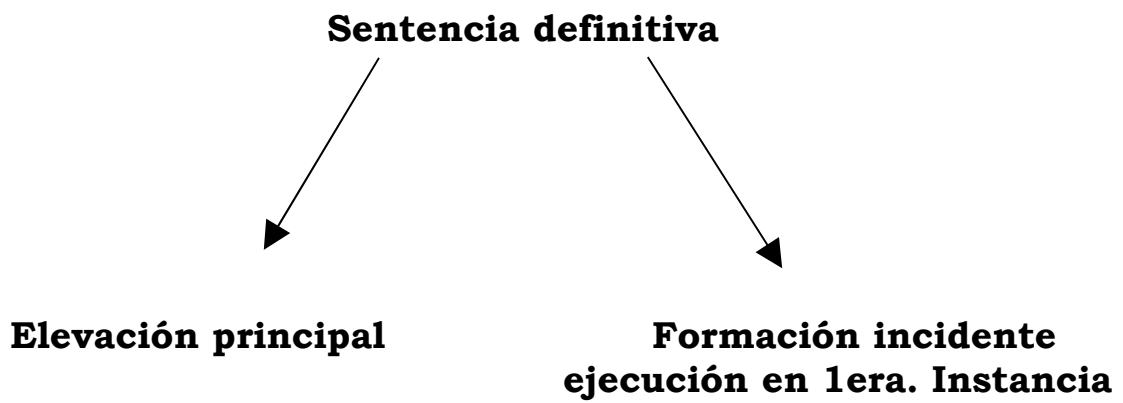 Sentencia definitiva
Elevación principal
Formación incidente
ejecución en 1era. Instancia